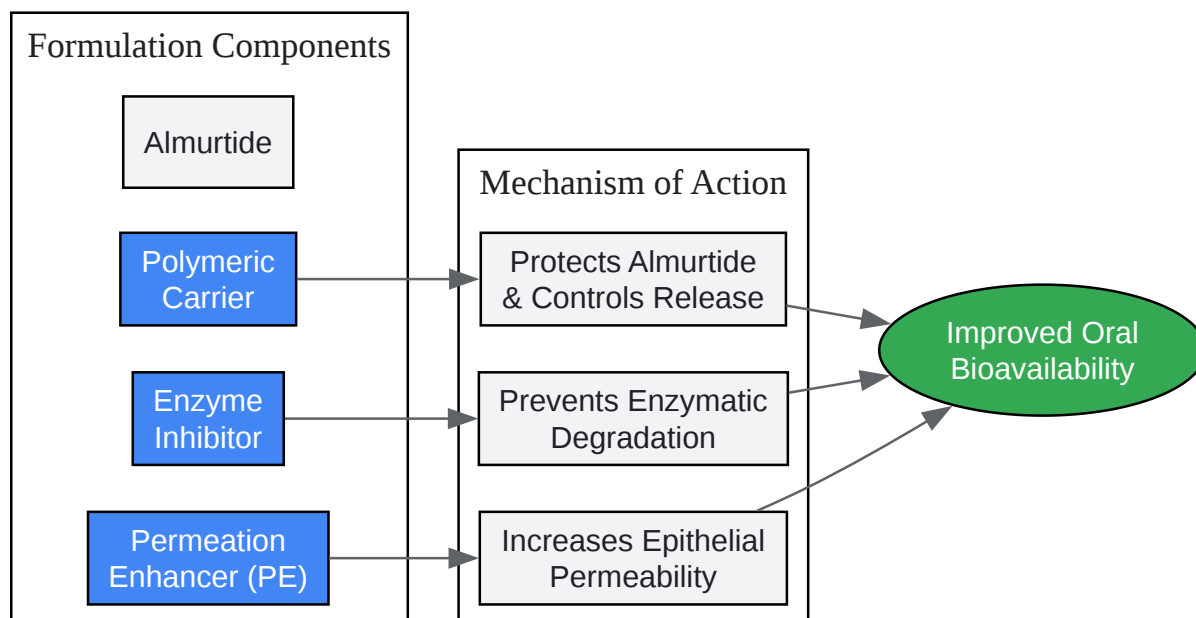 Formulation Components
Almurtide
Polymeric
Carrier
Enzyme
Inhibitor
Permeation
Enhancer (PE)
Mechanism of Action
Protects Almurtide
& Controls Release
Prevents Enzymatic
Degradation
Increases Epithelial
Permeability
Improved Oral
Bioavailability